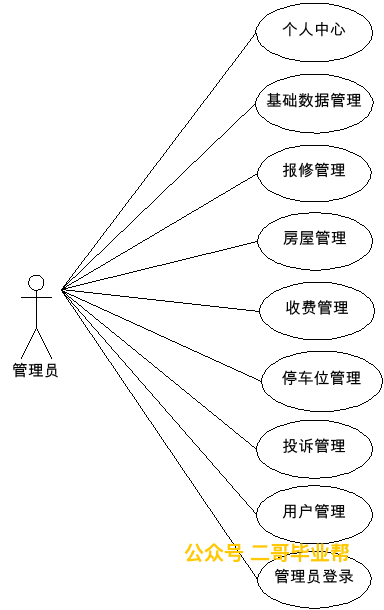 个人中心
基础数据管理
报修管理
房屋管理
收费管理
管理员
停车位管理
投诉管理
用户管理
公众号 二哥毕业帮
管理员登录